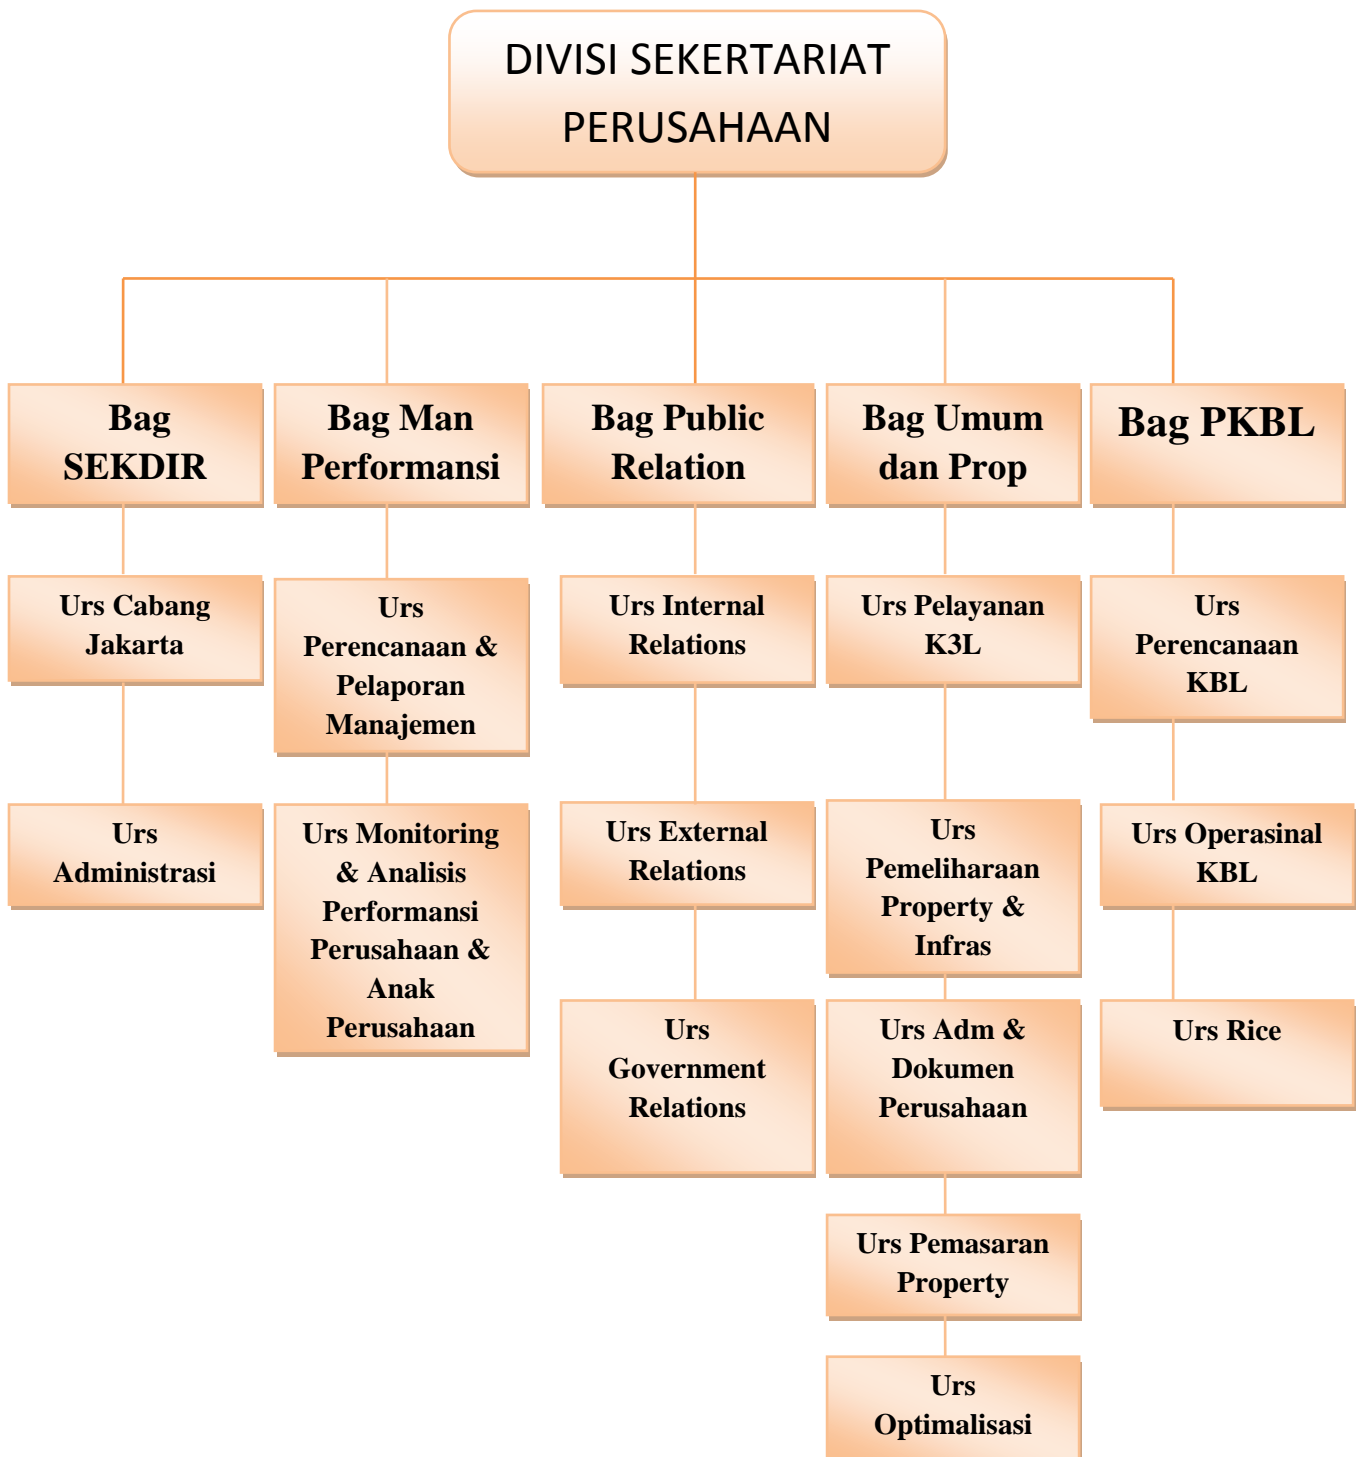 DIVISI SEKERTARIAT
PERUSAHAAN
Bag
SEKDIR
Bag Man
Performansi
Bag Public
Relation
Bag Umum
dan Prop
Bag PKBL
Urs Cabang
Jakarta
Urs
Perencanaan &
Pelaporan
Manajemen
Urs Internal
Relations
Urs Pelayanan
K3L
Urs
Perencanaan
KBL
Urs
Administrasi
Urs Monitoring
& Analisis
Performansi
Perusahaan &
Anak
Perusahaan
Urs External
Relations
Urs
Pemeliharaan
Property &
Infras
Urs Operasinal
KBL
Urs
Government
Relations
Urs Adm &
Dokumen
Perusahaan
Urs Rice
Urs Pemasaran
Property
Urs
Optimalisasi